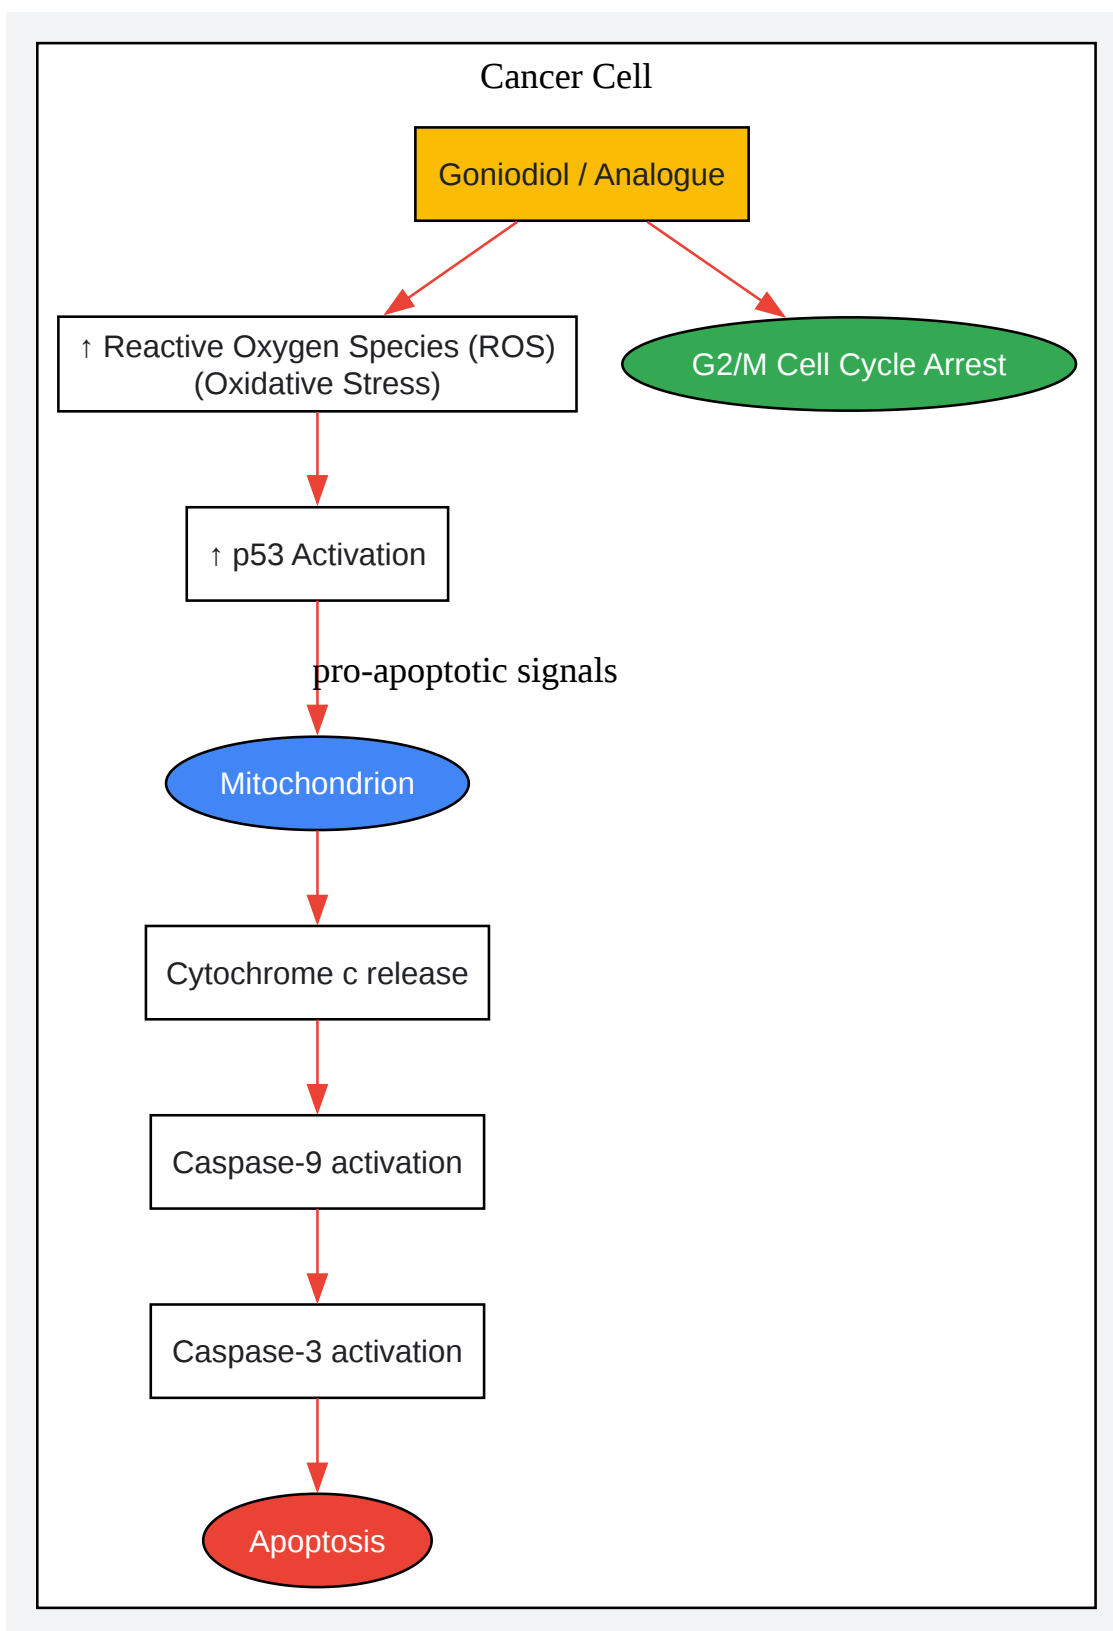 Cancer Cell
Goniodiol / Analogue
↑ Reactive Oxygen Species (ROS)
(Oxidative Stress)
G2/M Cell Cycle Arrest
↑ p53 Activation
pro-apoptotic signals
Mitochondrion
Cytochrome c release
Caspase-9 activation
Caspase-3 activation
Apoptosis